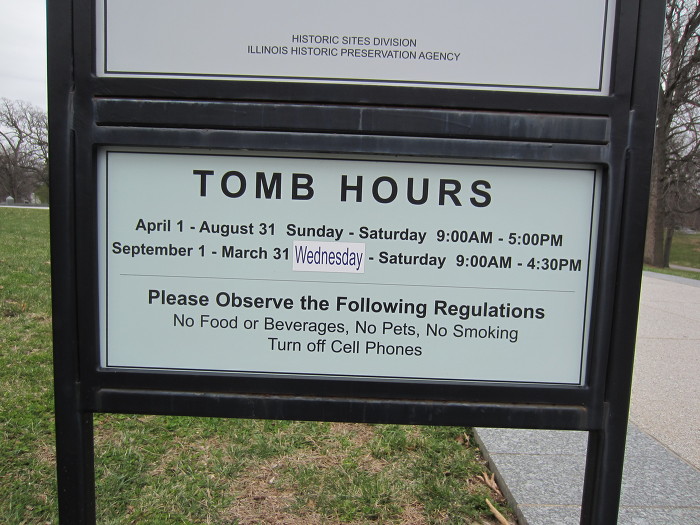 HISTORIC SITES DIVISION
ILLINOIS HISTORIC PRESERVATION AGENCY
TOMB HOURS
April 1 - August 31 Sunday - Saturday 9:00AM - 5:00PM
September 1 - March 31 Wednesday - Saturday 9:00AM - 4:30PM
Please Observe the Following Regulations
No Food or Beverages, No Pets, No Smoking
Turn off Cell Phones